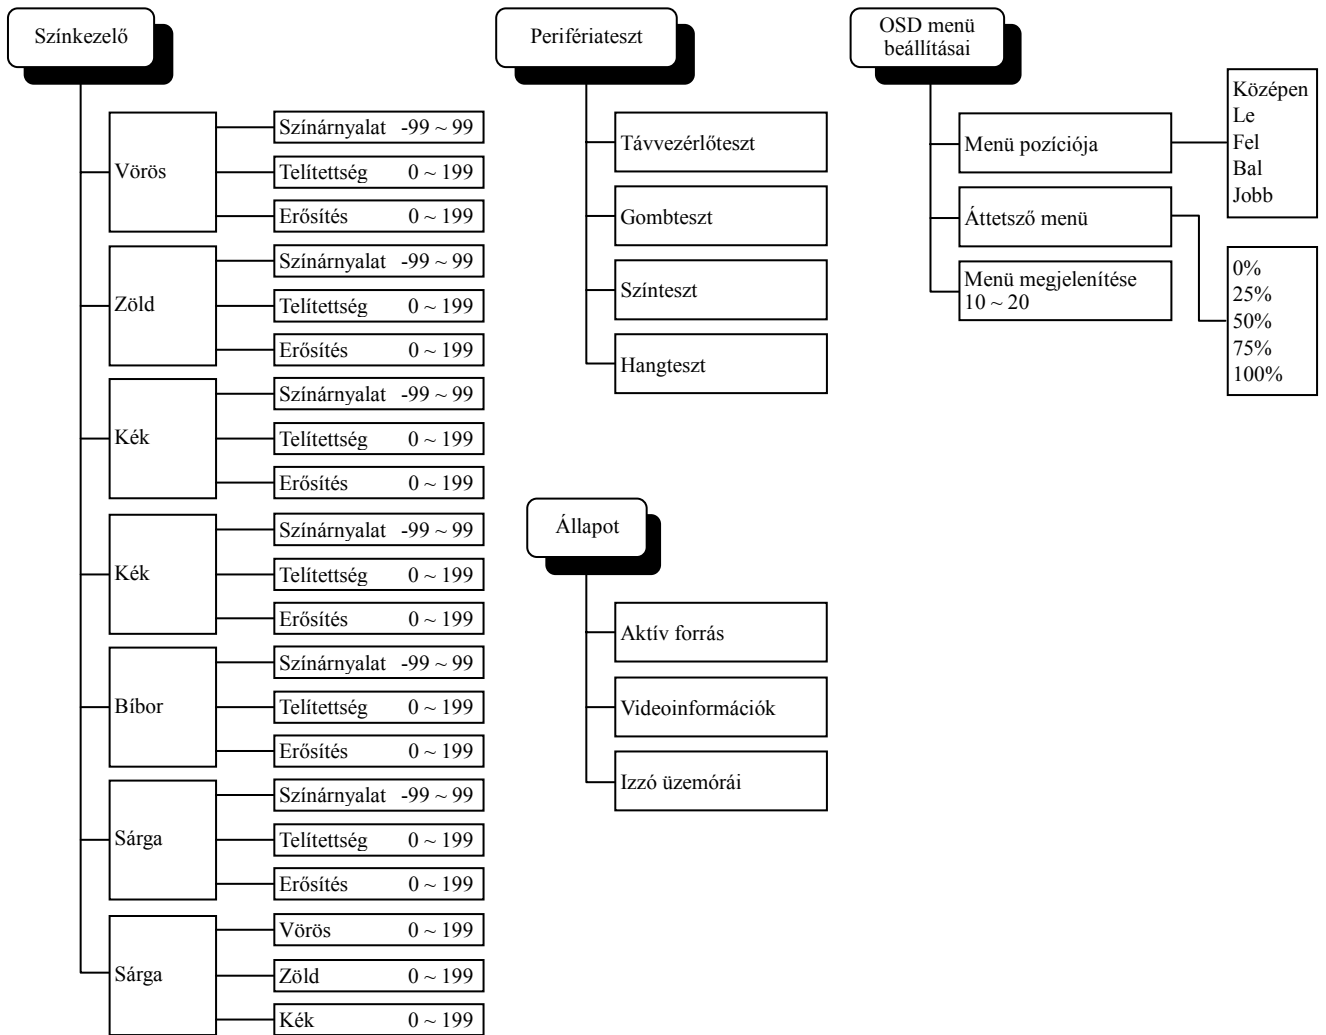 Színkezelő
Vörös
Színárnyalat -99 ~ 99
Telítettség 0 ~ 199
Erősítés 0 ~ 199
Zöld
Színárnyalat -99 ~ 99
Telítettség 0 ~ 199
Erősítés 0 ~ 199
Kék
Színárnyalat -99 ~ 99
Telítettség 0 ~ 199
Erősítés 0 ~ 199
Kék
Színárnyalat -99 ~ 99
Telítettség 0 ~ 199
Erősítés 0 ~ 199
Bíbor
Színárnyalat -99 ~ 99
Telítettség 0 ~ 199
Erősítés 0 ~ 199
Sárga
Színárnyalat -99 ~ 99
Telítettség 0 ~ 199
Erősítés 0 ~ 199
Sárga
Vörös 0 ~ 199
Zöld 0 ~ 199
Kék 0 ~ 199
Perifériateszt
Távvezérlőteszt
Gombteszt
Színteszt
Hangteszt
Állapot
Aktív forrás
Videoinformációk
Izzó üzemórái
OSD menü
beállításai
Menü pozíciója
Középen
Le
Fel
Bal
Jobb
Áttetsző menü
0%
25%
50%
75%
100%
Menü megjelenítése
10 ~ 20